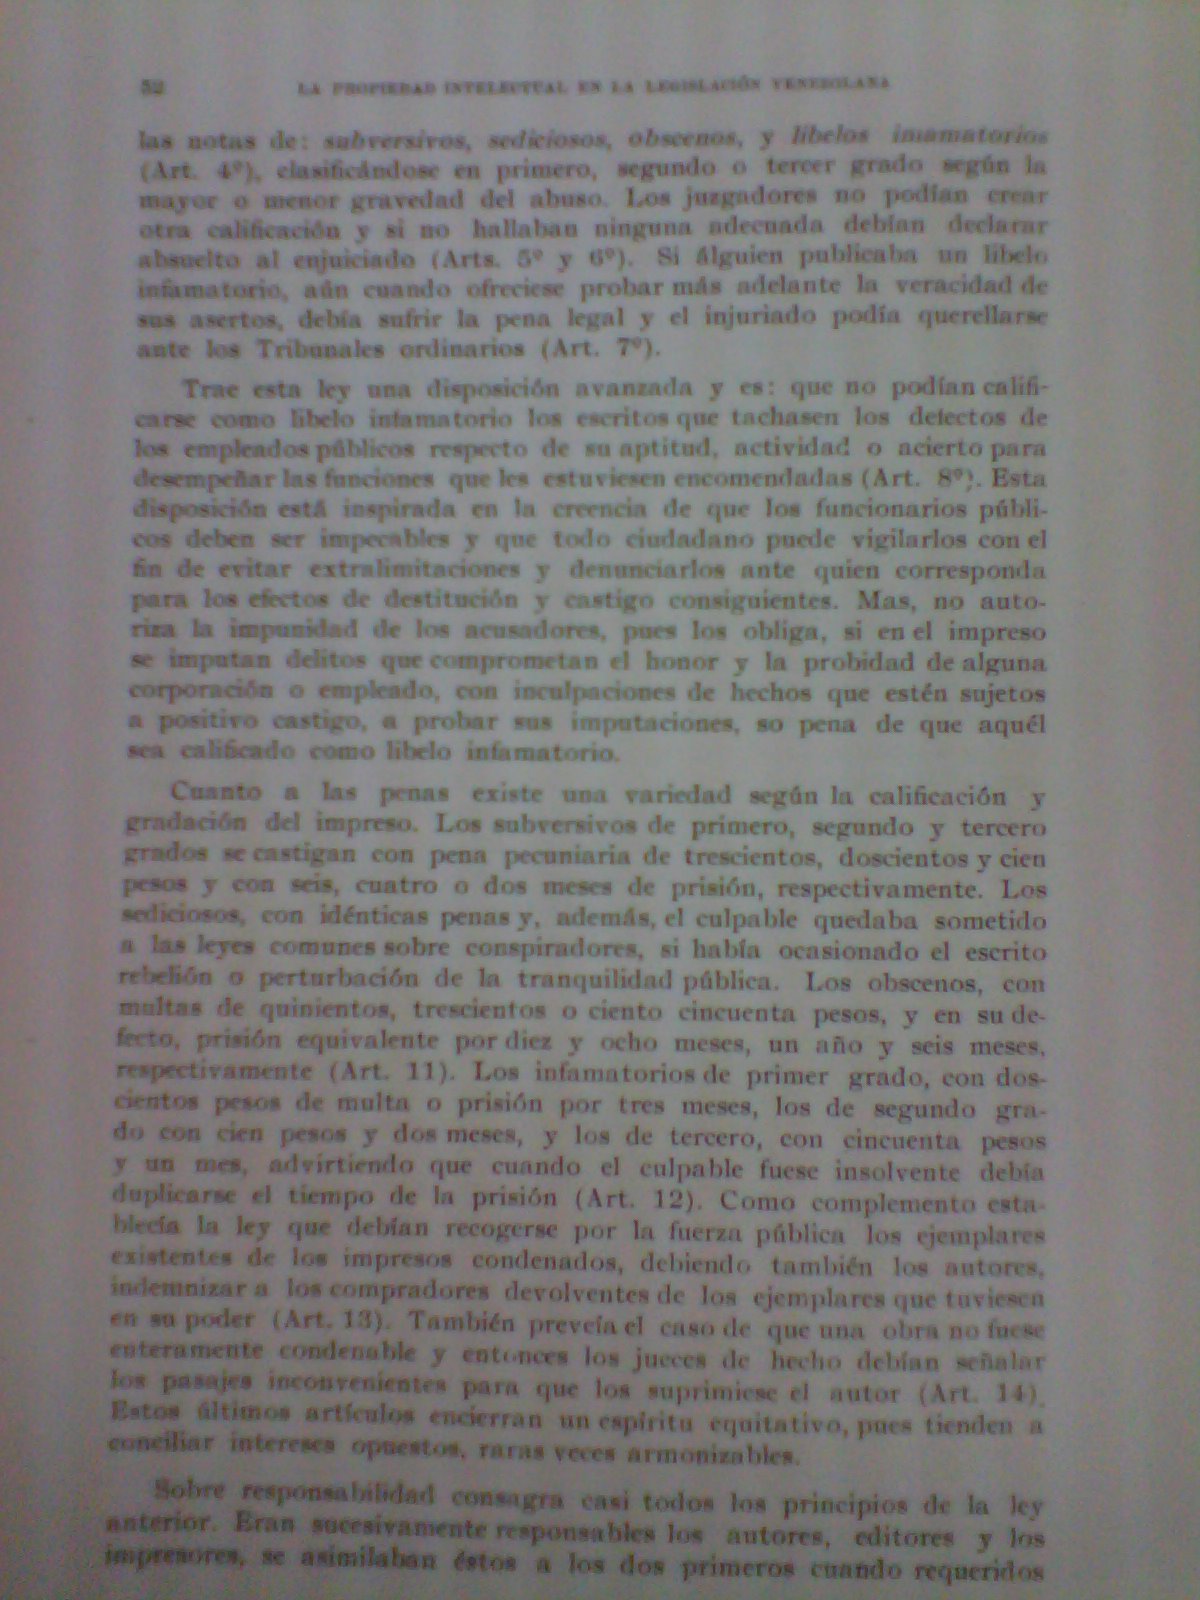 52 LA PROPIEDAD INTELECTUAL EN LA LEGISLACIÓN VENEZOLANA
las notas de: subversivos, sediciosos, obscenos, y libelos imamatorios
(Art. 4º), clasificándose en primero, segundo o tercer grado según la
mayor o menor gravedad del abuso. Los juzgadores no podían crear
otra calificación y si no hallaban ninguna adecuada debían declarar
absuelto al enjuiciado (Arts. 5º y 6º). Si álguien publicaba un libelo
infamatorio, aún cuando ofreciese probar más adelante la veracidad de
sus asertos, debía sufrir la pena legal y el injuriado podía querellarse
ante los Tribunales ordinarios (Art. 7º).
Trae esta ley una disposición avanzada y es: que no podían califi-
carse como libelo infamatorio los escritos que tachasen los defectos de
los empleados públicos respecto de su aptitud, actividad o acierto para
desempeñar las funciones que les estuviesen encomendadas (Art. 8º). Esta
disposición está inspirada en la creencia de que los funcionarios públi-
cos deben ser impecables y que todo ciudadano puede vigilarlos con el
fin de evitar extralimitaciones y denunciarlos ante quien corresponda
para los efectos de destitución y castigo consiguientes. Mas, no auto-
riza la impunidad de los acusadores, pues los obliga, si en el impreso
se imputan delitos que comprometan el honor y la probidad de alguna
corporación o empleado, con inculpaciones de hechos que estén sujetos
a positivo castigo, a probar sus imputaciones, so pena de que aquél
sea calificado como libelo infamatorio.
Cuanto a las penas existe una variedad según la calificación y
gradación del impreso. Los subversivos de primero, segundo y tercero
grados se castigan con pena pecuniaria de trescientos, doscientos y cien
pesos y con seis, cuatro o dos meses de prisión, respectivamente. Los
sediciosos, con idénticas penas y, además, el culpable quedaba sometido
a las leyes comunes sobre conspiradores, si había ocasionado el escrito
rebelión o perturbación de la tranquilidad pública. Los obscenos, con
multas de quinientos, trescientos o ciento cincuenta pesos, y en su de-
fecto, prisión equivalente por diez y ocho meses, un año y seis meses,
respectivamente (Art. 11). Los infamatorios de primer grado, con dos-
cientos pesos de multa o prisión por tres meses, los de segundo gra-
do con cien pesos y dos meses, y los de tercero, con cincuenta pesos
y un mes, advirtiendo que cuando el culpable fuese insolvente debía
duplicarse el tiempo de la prisión (Art. 12). Como complemento esta-
blecía la ley que debían recogerse por la fuerza pública los ejemplares
existentes de los impresos condenados, debiendo también los autores,
indemnizar a los compradores devolventes de los ejemplares que tuviesen
en su poder (Art. 13). También preveía el caso de que una obra no fuese
enteramente condenable y entonces los jueces de hecho debían señalar
los pasajes inconvenientes para que los suprimiese el autor (Art. 14).
Estos últimos artículos encierran un espíritu equitativo, pues tienden a
conciliar intereses opuestos, raras veces armonizables.
Sobre responsabilidad consagra casi todos los principios de la ley
anterior. Eran sucesivamente responsables los autores, editores y los
impresores, se asimilaban éstos a los dos primeros cuando requeridos